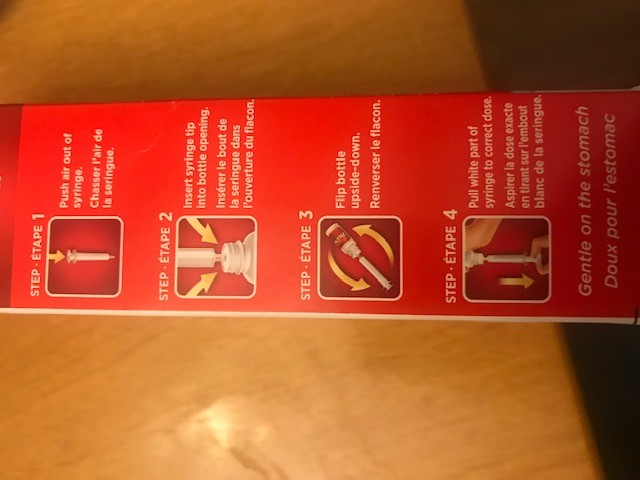 STEP · ÉTAPE 1
Push air out of
syringe.
Chasser l'air de
la seringue.
STEP · ÉTAPE 2
Insert syringe tip
into bottle opening.
Insérer le bout de
la seringue dans
l'ouverture du flacon.
STEP · ÉTAPE 3
Flip bottle
upside-down.
Renverser le flacon.
STEP · ÉTAPE 4
Pull white part of
syringe to correct dose.
Aspirer la dose exacte
en tirant sur l'embout
blanc de la seringue.
Gentle on the stomach
Doux pour l'estomac